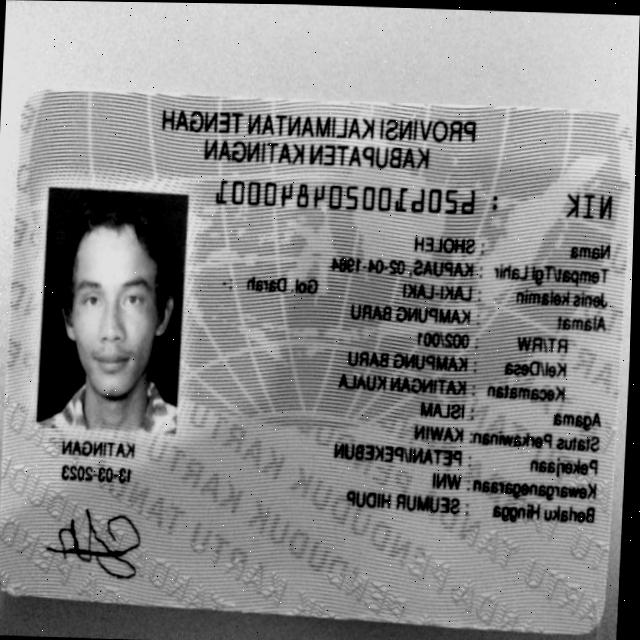 PROVINSI KALIMANTAN TENGAH
KABUPATEN KATINGAN
NIK : 6206100204840001
Nama : SHOLEH
Tempat/Tgl Lahir : KAPUAS, 02-04-1984
Jenis kelamin : LAKI-LAKI Gol. Darah : -
Alamat : KAMPUNG BARU
RT/RW : 002/001
Kel/Desa : KAMPUNG BARU
Kecamatan : KATINGAN KUALA
Agama : ISLAM
Status Perkawinan: KAWIN
Pekerjaan : PETANI/PEKEBUN
Kewarganegaraan: WNI
Berlaku Hingga : SEUMUR HIDUP
KATINGAN
13-03-2023